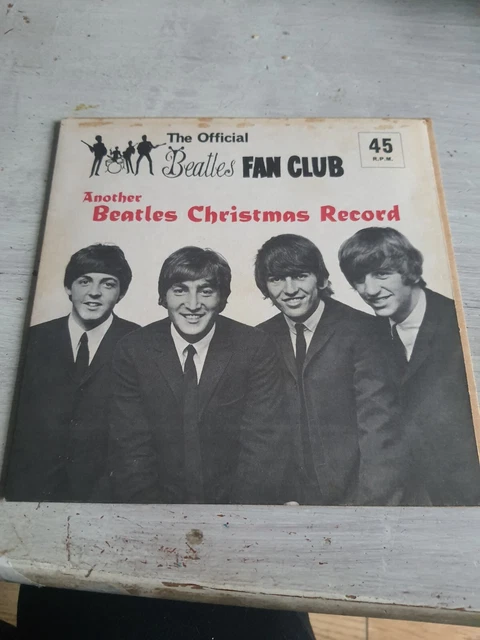 The Official
Beatles FAN CLUB
45
R.P.M.
Another
Beatles Christmas Record